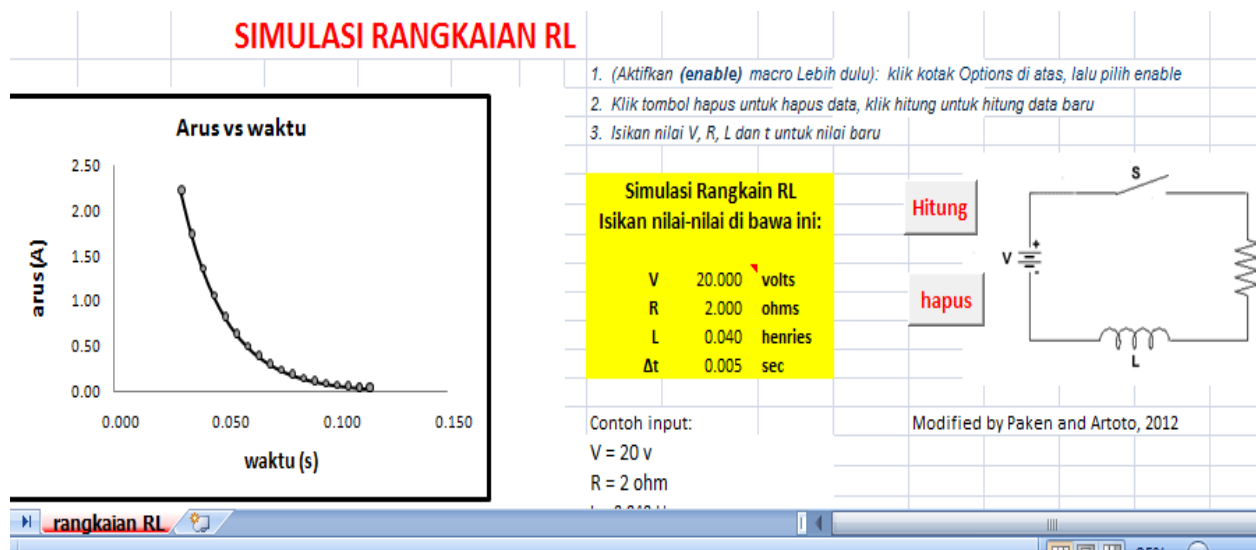 SIMULASI RANGKAIAN RL
1. (Aktifkan (enable) macro Lebih dulu): klik kotak Options di atas, lalu pilih enable
2. Klik tombol hapus untuk hapus data, klik hitung untuk hitung data baru
3. Isikan nilai V, R, L dan t untuk nilai baru
Arus vs waktu
2.50
2.00
1.50
1.00
0.50
0.00
arus (A)
0.000 0.050 0.100 0.150
waktu (s)
Simulasi Rangkain RL
Isikan nilai-nilai di bawa ini:
V 20.000 volts
R 2.000 ohms
L 0.040 henries
Δt 0.005 sec
Hitung
hapus
S
V
+
-
L
Contoh input:
V = 20 v
R = 2 ohm
Modified by Paken and Artoto, 2012
rangkaian RL